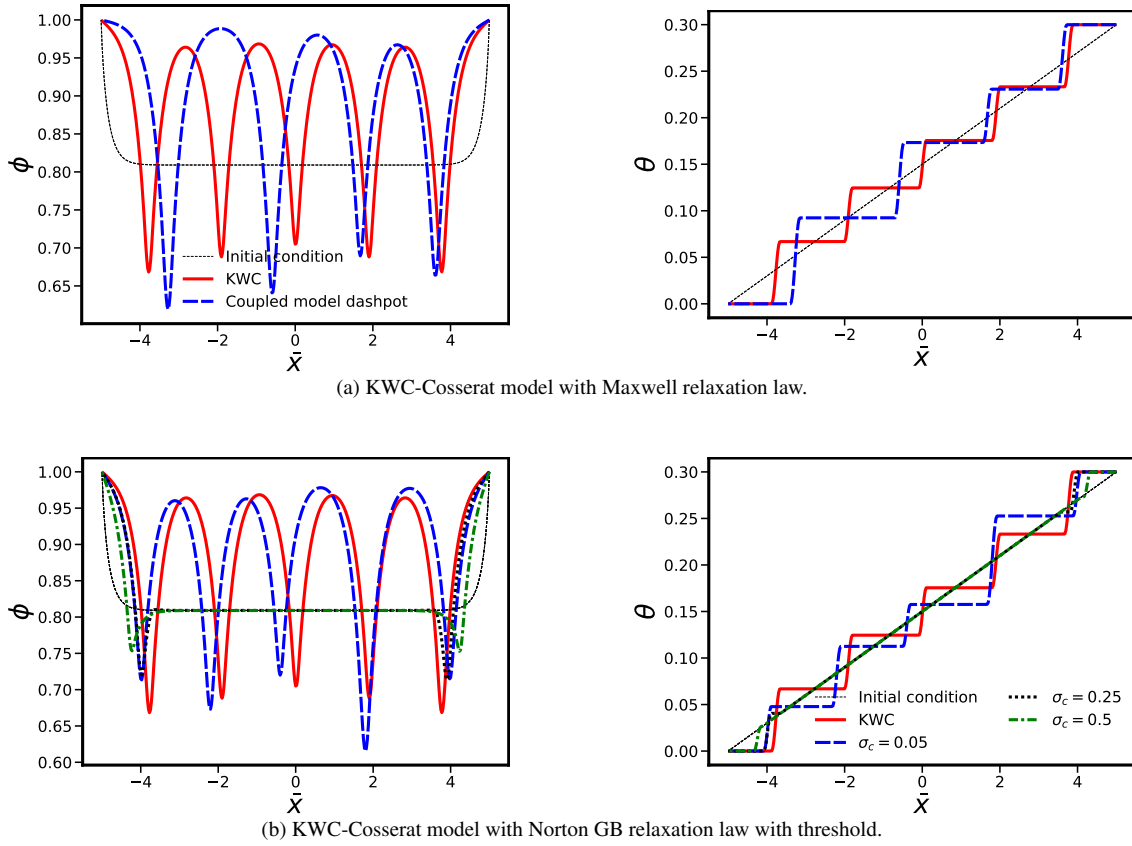 1.00
0.95
0.90
0.85
0.80
0.75
0.70
0.65
ϕ
Initial condition
KWC
Coupled model dashpot
−4 −2 0 2 4
x̄
0.30
0.25
0.20
0.15
0.10
0.05
0.00
θ
−4 −2 0 2 4
x̄
(a) KWC-Cosserat model with Maxwell relaxation law.
1.00
0.95
0.90
0.85
0.80
0.75
0.70
0.65
0.60
ϕ
−4 −2 0 2 4
x̄
0.30
0.25
0.20
0.15
0.10
0.05
0.00
θ
Initial condition
KWC
σc = 0.05
σc = 0.25
σc = 0.5
−4 −2 0 2 4
x̄
(b) KWC-Cosserat model with Norton GB relaxation law with threshold.